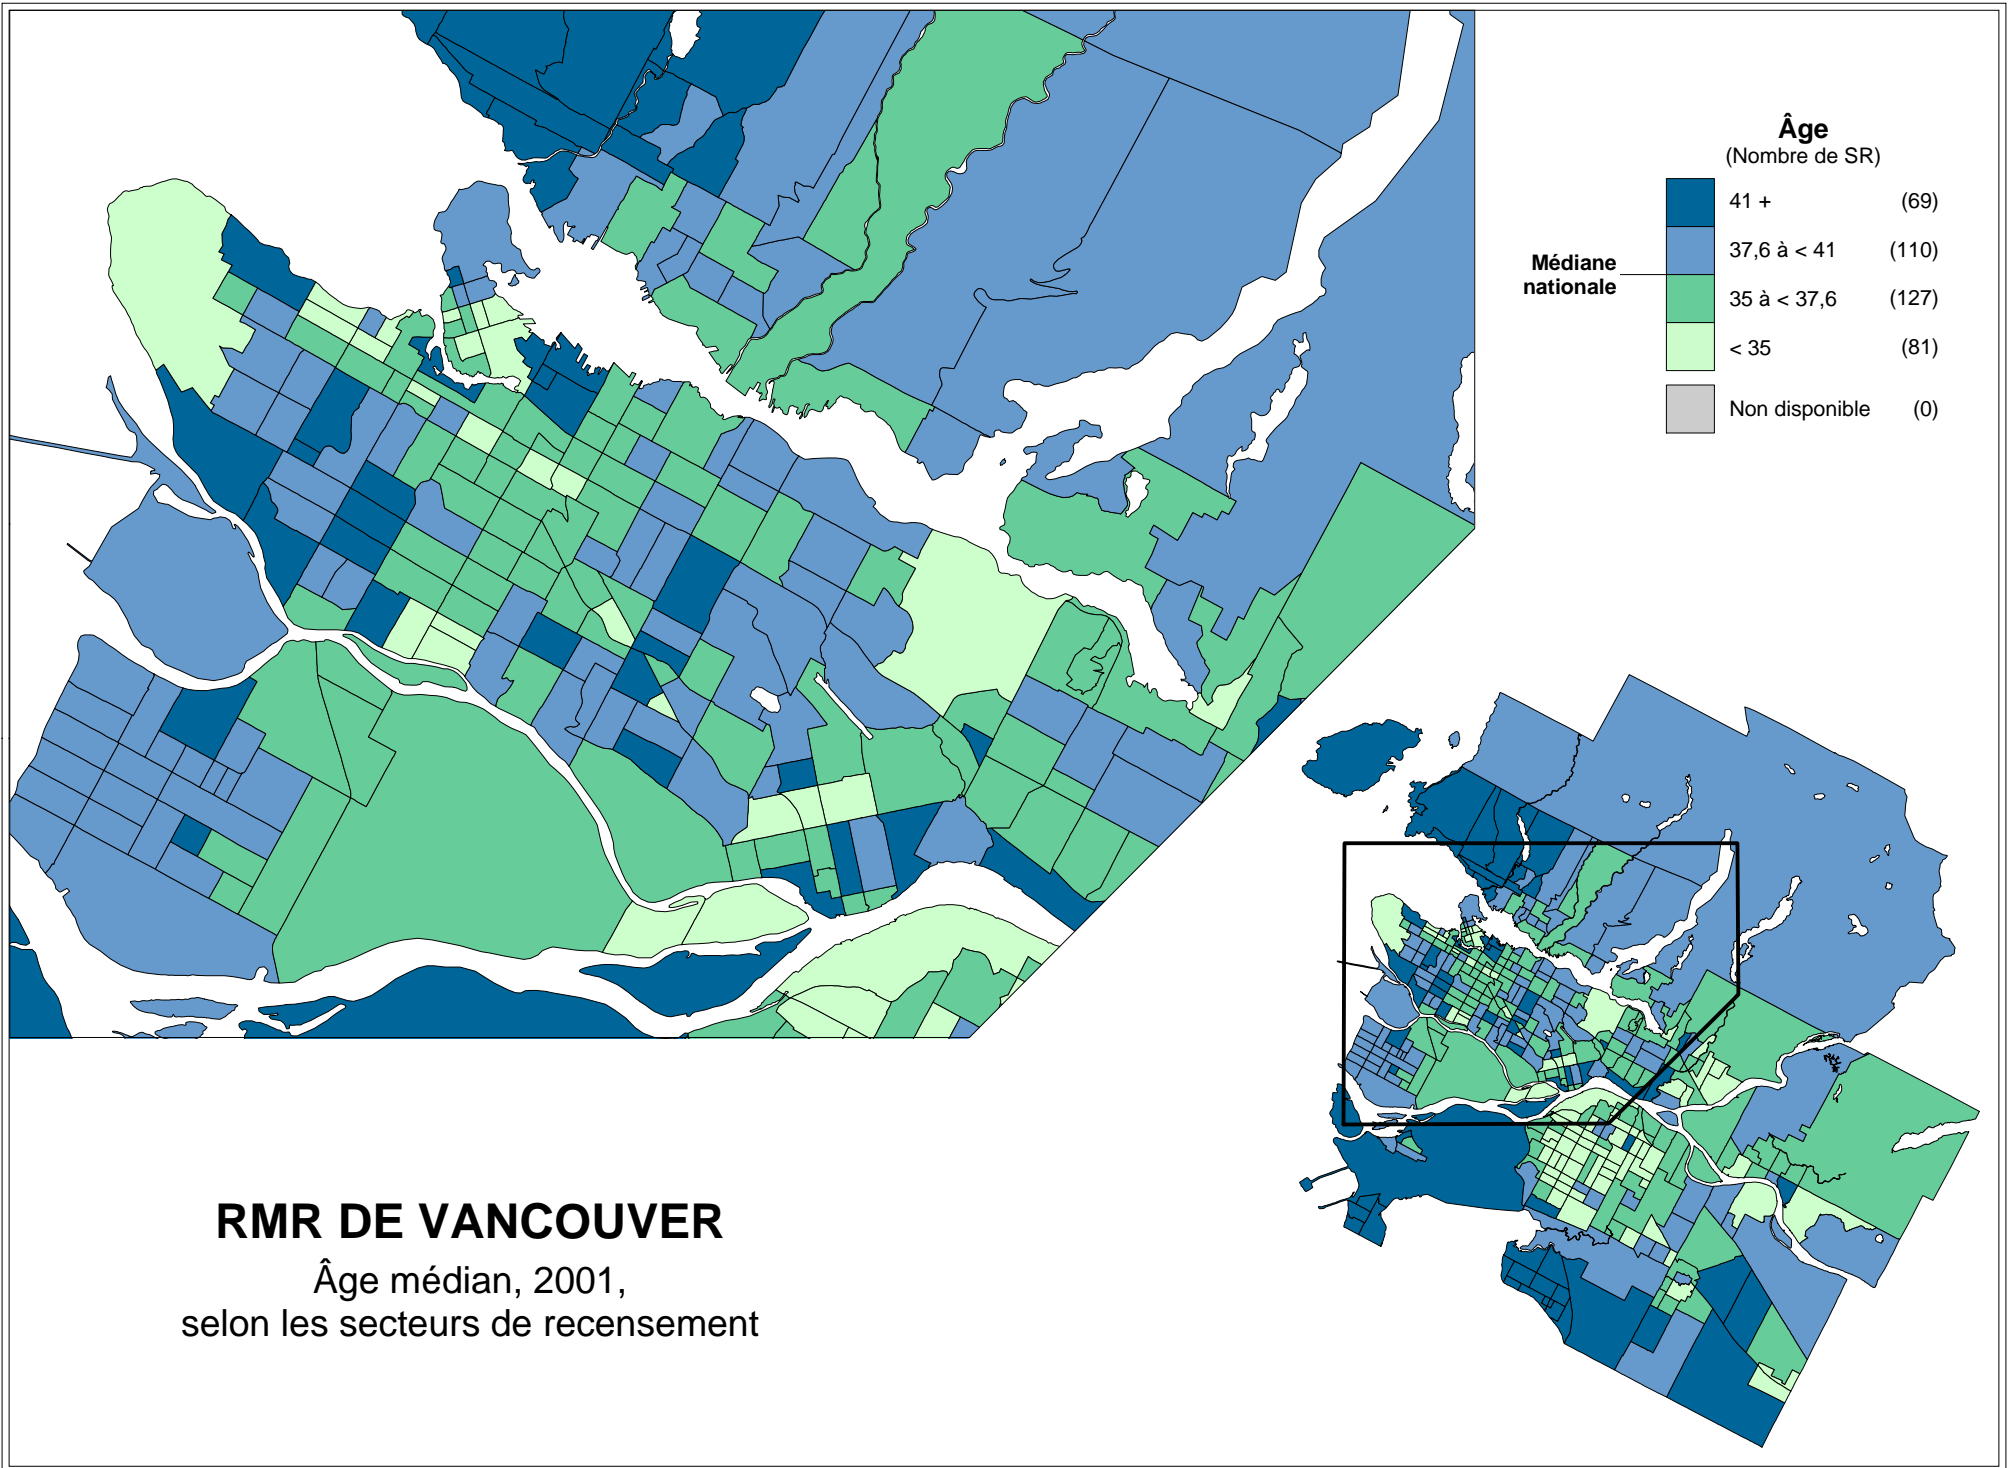 Âge
(Nombre de SR)
41 + (69)
37,6 à < 41 (110)
Médiane
nationale
35 à < 37,6 (127)
< 35 (81)
Non disponible (0)
RMR DE VANCOUVER
Âge médian, 2001,
selon les secteurs de recensement